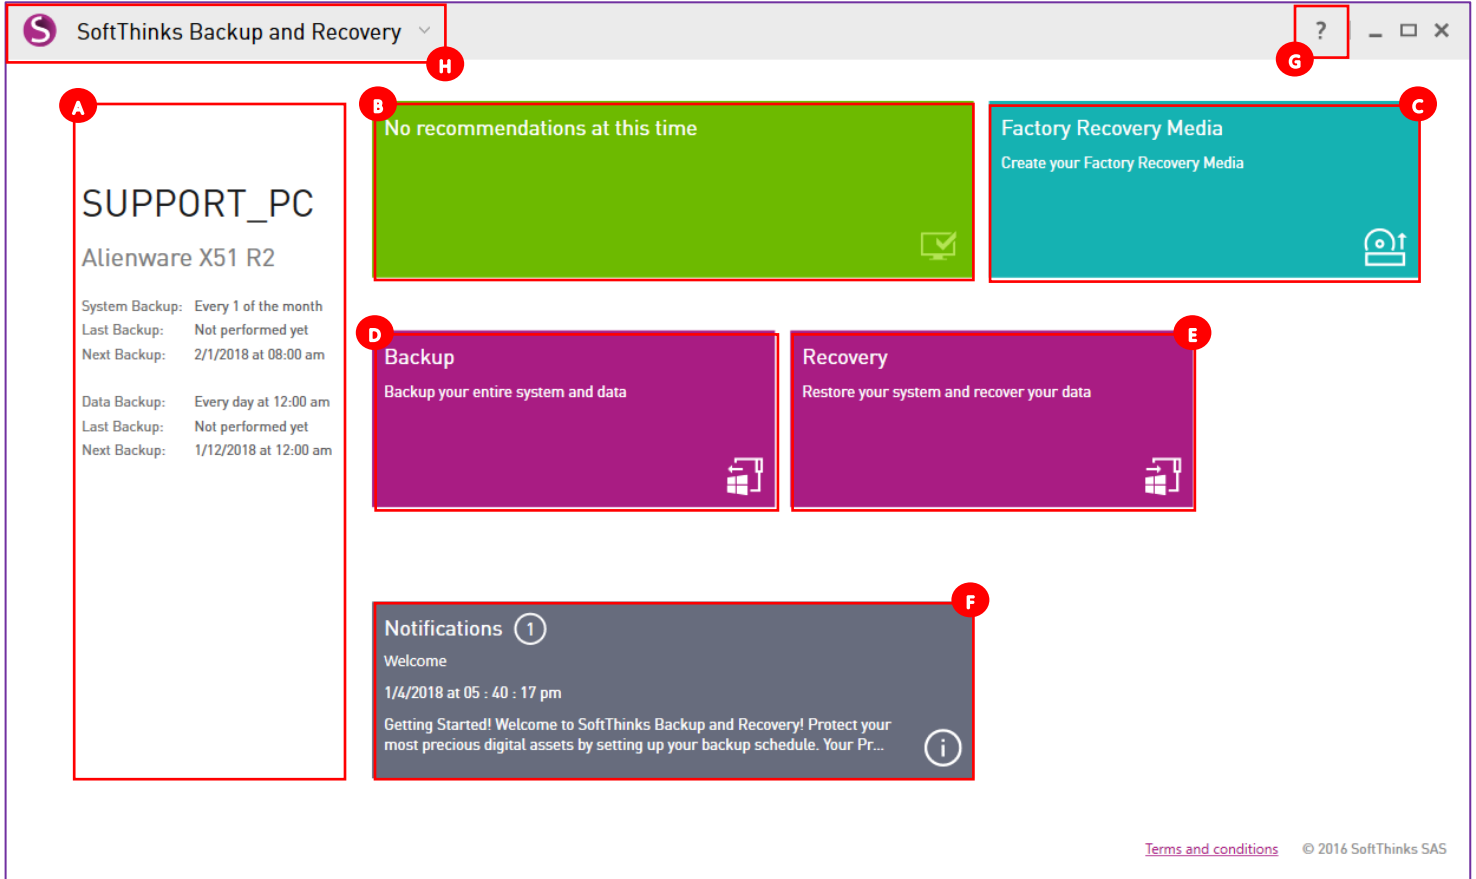 S SoftThinks Backup and Recovery
H
?
G
A
SUPPORT_PC
Alienware X51 R2
System Backup: Every 1 of the month
Last Backup: Not performed yet
Next Backup: 2/1/2018 at 08:00 am
Data Backup: Every day at 12:00 am
Last Backup: Not performed yet
Next Backup: 1/12/2018 at 12:00 am
B
No recommendations at this time
C
Factory Recovery Media
Create your Factory Recovery Media
D
Backup
Backup your entire system and data
E
Recovery
Restore your system and recover your data
F
Notifications 1
Welcome
1/4/2018 at 05 : 40 : 17 pm
Getting Started! Welcome to SoftThinks Backup and Recovery! Protect your
most precious digital assets by setting up your backup schedule. Your Pr...
i
Terms and conditions © 2016 SoftThinks SAS